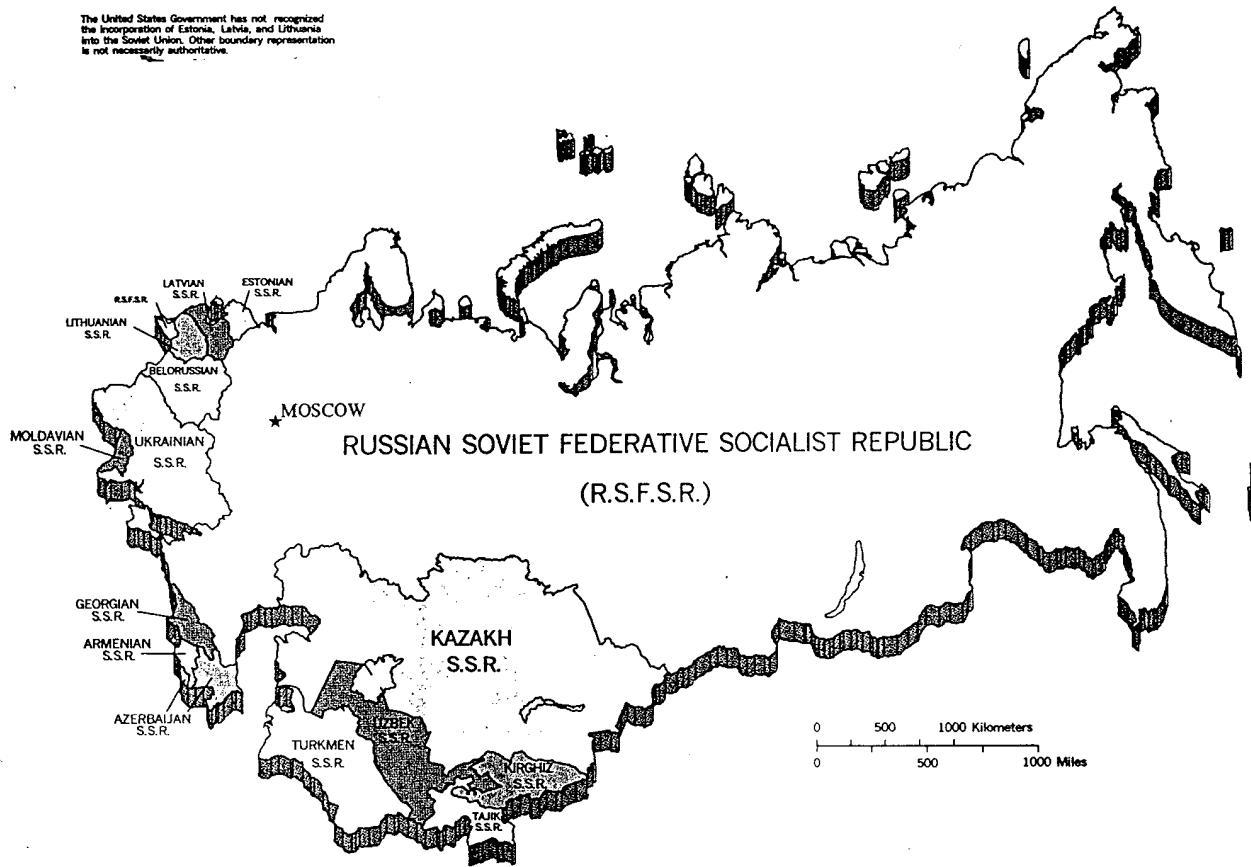 The United States Government has not recognized
the incorporation of Estonia, Latvia, and Lithuania
into the Soviet Union. Other boundary representation
is not necessarily authoritative.
LATVIAN
S.S.R.
ESTONIAN
S.S.R.
R.S.F.S.R.
LITHUANIAN
S.S.R.
BELORUSSIAN
S.S.R.
MOSCOW
MOLDAVIAN
S.S.R.
UKRAINIAN
S.S.R.
RUSSIAN SOVIET FEDERATIVE SOCIALIST REPUBLIC
(R.S.F.S.R.)
GEORGIAN
S.S.R.
ARMENIAN
S.S.R.
KAZAKH
S.S.R.
AZERBAIJAN
S.S.R.
UZBEK
S.S.R.
TURKMEN
S.S.R.
KIRGHIZ
S.S.R.
TAJIK
S.S.R.
0 500 1000 Kilometers
0 500 1000 Miles